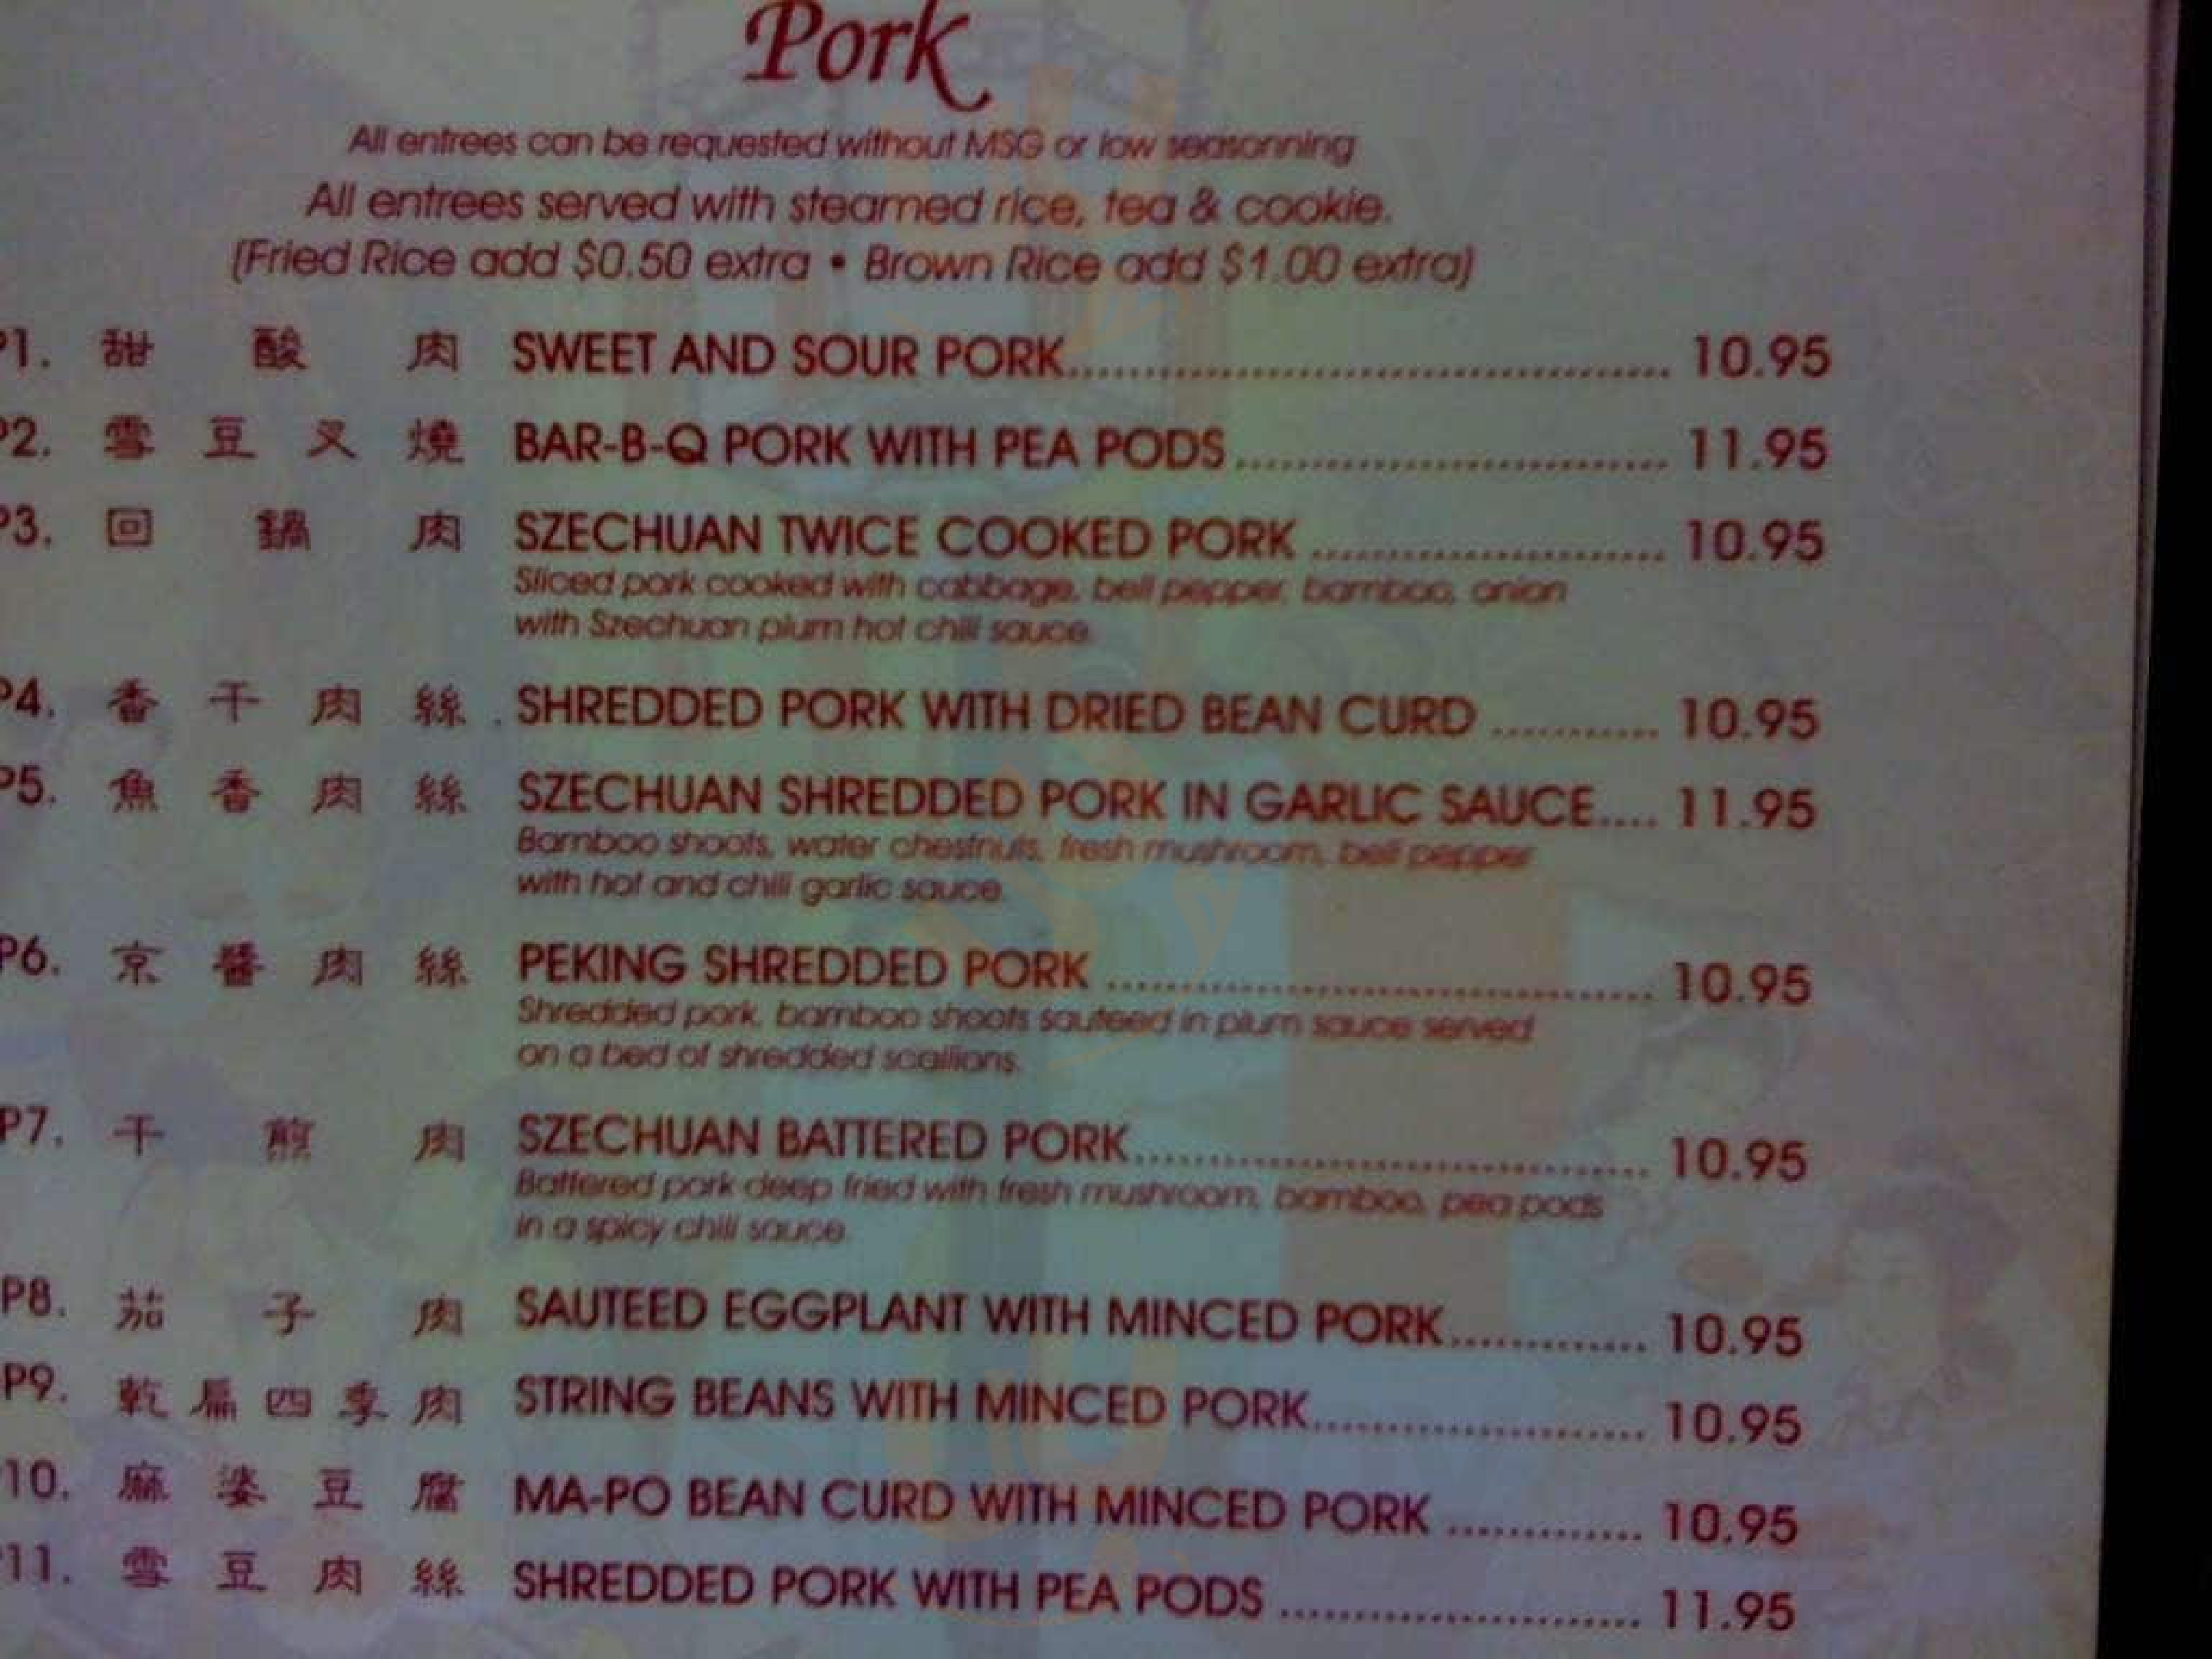 Pork
All entrees can be requested without MSG or low seasonning
All entrees served with steamed rice, tea & cookie.
(Fried Rice add $0.50 extra • Brown Rice add $1.00 extra)
P1. 甜酸肉 SWEET AND SOUR PORK 10.95
P2. 雪豆叉燒 BAR-B-Q PORK WITH PEA PODS 11.95
P3. 回鍋肉 SZECHUAN TWICE COOKED PORK 10.95
Sliced pork cooked with cabbage, bell pepper, bamboo, onion
with Szechuan plum hot chili sauce.
P4. 香干肉絲 SHREDDED PORK WITH DRIED BEAN CURD 10.95
P5. 魚香肉絲 SZECHUAN SHREDDED PORK IN GARLIC SAUCE 11.95
Bamboo shoots, water chestnuts, fresh mushroom, bell pepper
with hot and chili garlic sauce.
P6. 京醬肉絲 PEKING SHREDDED PORK 10.95
Shredded pork, bamboo shoots sauteed in plum sauce served
on a bed of shredded scallions.
P7. 干煎肉 SZECHUAN BATTERED PORK 10.95
Battered pork deep fried with fresh mushroom, bamboo, pea pods
in a spicy chili sauce.
P8. 茄子肉 SAUTEED EGGPLANT WITH MINCED PORK 10.95
P9. 乾扁四季肉 STRING BEANS WITH MINCED PORK 10.95
10. 麻婆豆腐 MA-PO BEAN CURD WITH MINCED PORK 10.95
11. 雪豆肉絲 SHREDDED PORK WITH PEA PODS 11.95